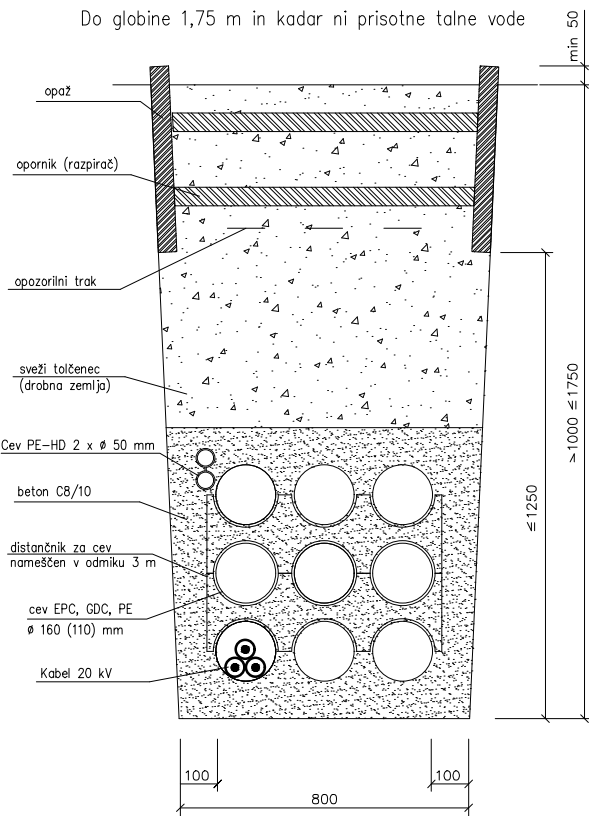 Do globine 1,75 m in kadar ni prisotne talne vode
min 50
opaž
opornik (razpirač)
opozorilni trak
sveži tolčenec
(drobna zemlja)
>1000 ≤1750
Cev PE-HD 2 x ø 50 mm
beton C8/10
≤1250
distančnik za cev
nameščen v odmiku 3 m
cev EPC, GDC, PE
ø 160 (110) mm
Kabel 20 kV
100
100
800